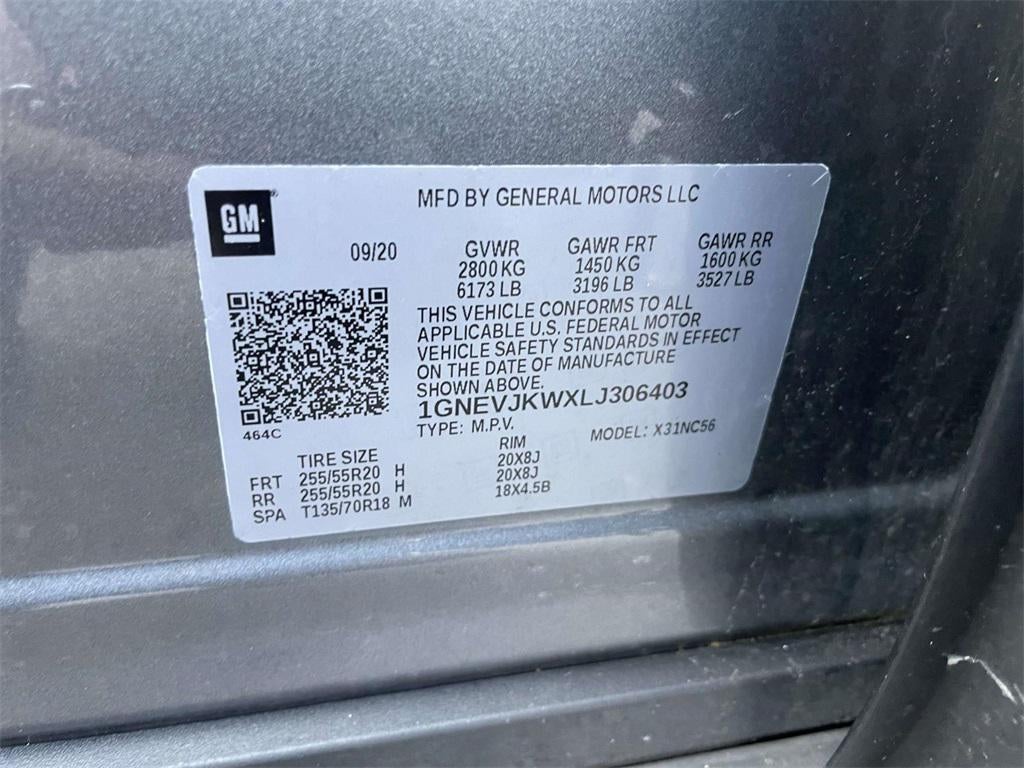 GM®
MFD BY GENERAL MOTORS LLC
09/20
GVWR GAWR FRT GAWR RR
2800 KG 1450 KG 1600 KG
6173 LB 3196 LB 3527 LB
THIS VEHICLE CONFORMS TO ALL
APPLICABLE U.S. FEDERAL MOTOR
VEHICLE SAFETY STANDARDS IN EFFECT
ON THE DATE OF MANUFACTURE
SHOWN ABOVE.
1GNEVJKWXLJ306403
464C
TYPE: M.P.V. MODEL: X31NC56
TIRE SIZE RIM
FRT 255/55R20 H 20X8J
RR 255/55R20 H 20X8J
SPA T135/70R18 M 18X4.5B